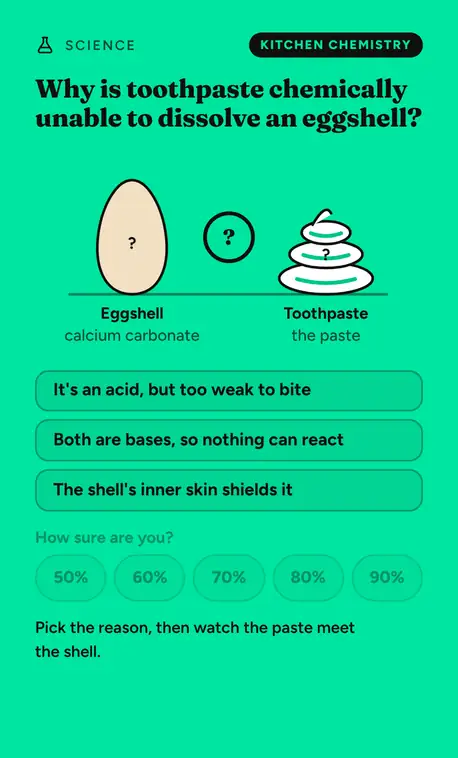 SCIENCE
KITCHEN CHEMISTRY
Why is toothpaste chemically
unable to dissolve an eggshell?
?
?
?
Eggshell
calcium carbonate
Toothpaste
the paste
It's an acid, but too weak to bite
Both are bases, so nothing can react
The shell's inner skin shields it
How sure are you?
50%
60%
70%
80%
90%
Pick the reason, then watch the paste meet
the shell.